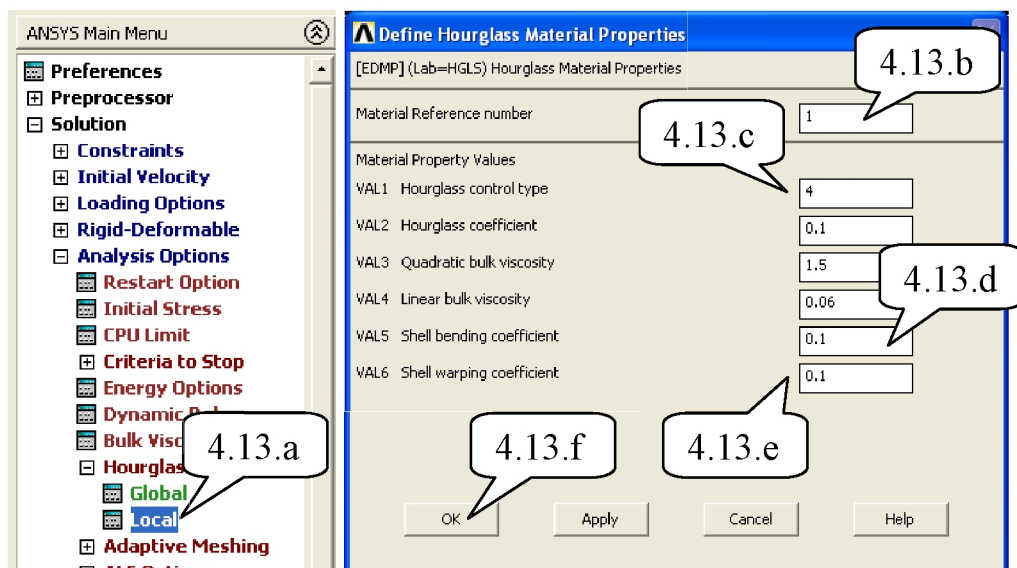 ANSYS Main Menu
Preferences
Preprocessor
Solution
Constraints
Initial Velocity
Loading Options
Rigid-Deformable
Analysis Options
Restart Option
Initial Stress
CPU Limit
Criteria to Stop
Energy Options
Dynamic
Bulk
Global
Local
Adaptive Meshing
4.13.a
Define Hourglass Material Properties
[EDMP] (Lab=HGLS) Hourglass Material Properties
4.13.b
Material Reference number
1
4.13.c
Material Property Values
VAL1 Hourglass control type
4
VAL2 Hourglass coefficient
0.1
VAL3 Quadratic bulk viscosity
1.5
4.13.d
VAL4 Linear bulk viscosity
0.06
VAL5 Shell bending coefficient
0.1
VAL6 Shell warping coefficient
0.1
4.13.f
4.13.e
OK
Apply
Cancel
Help